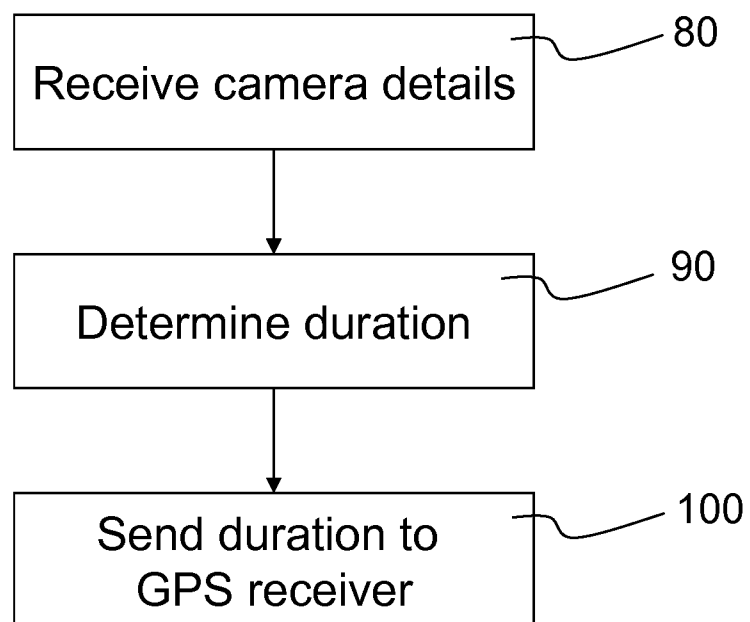 Receive camera details
80
Determine duration
90
Send duration to
GPS receiver
100